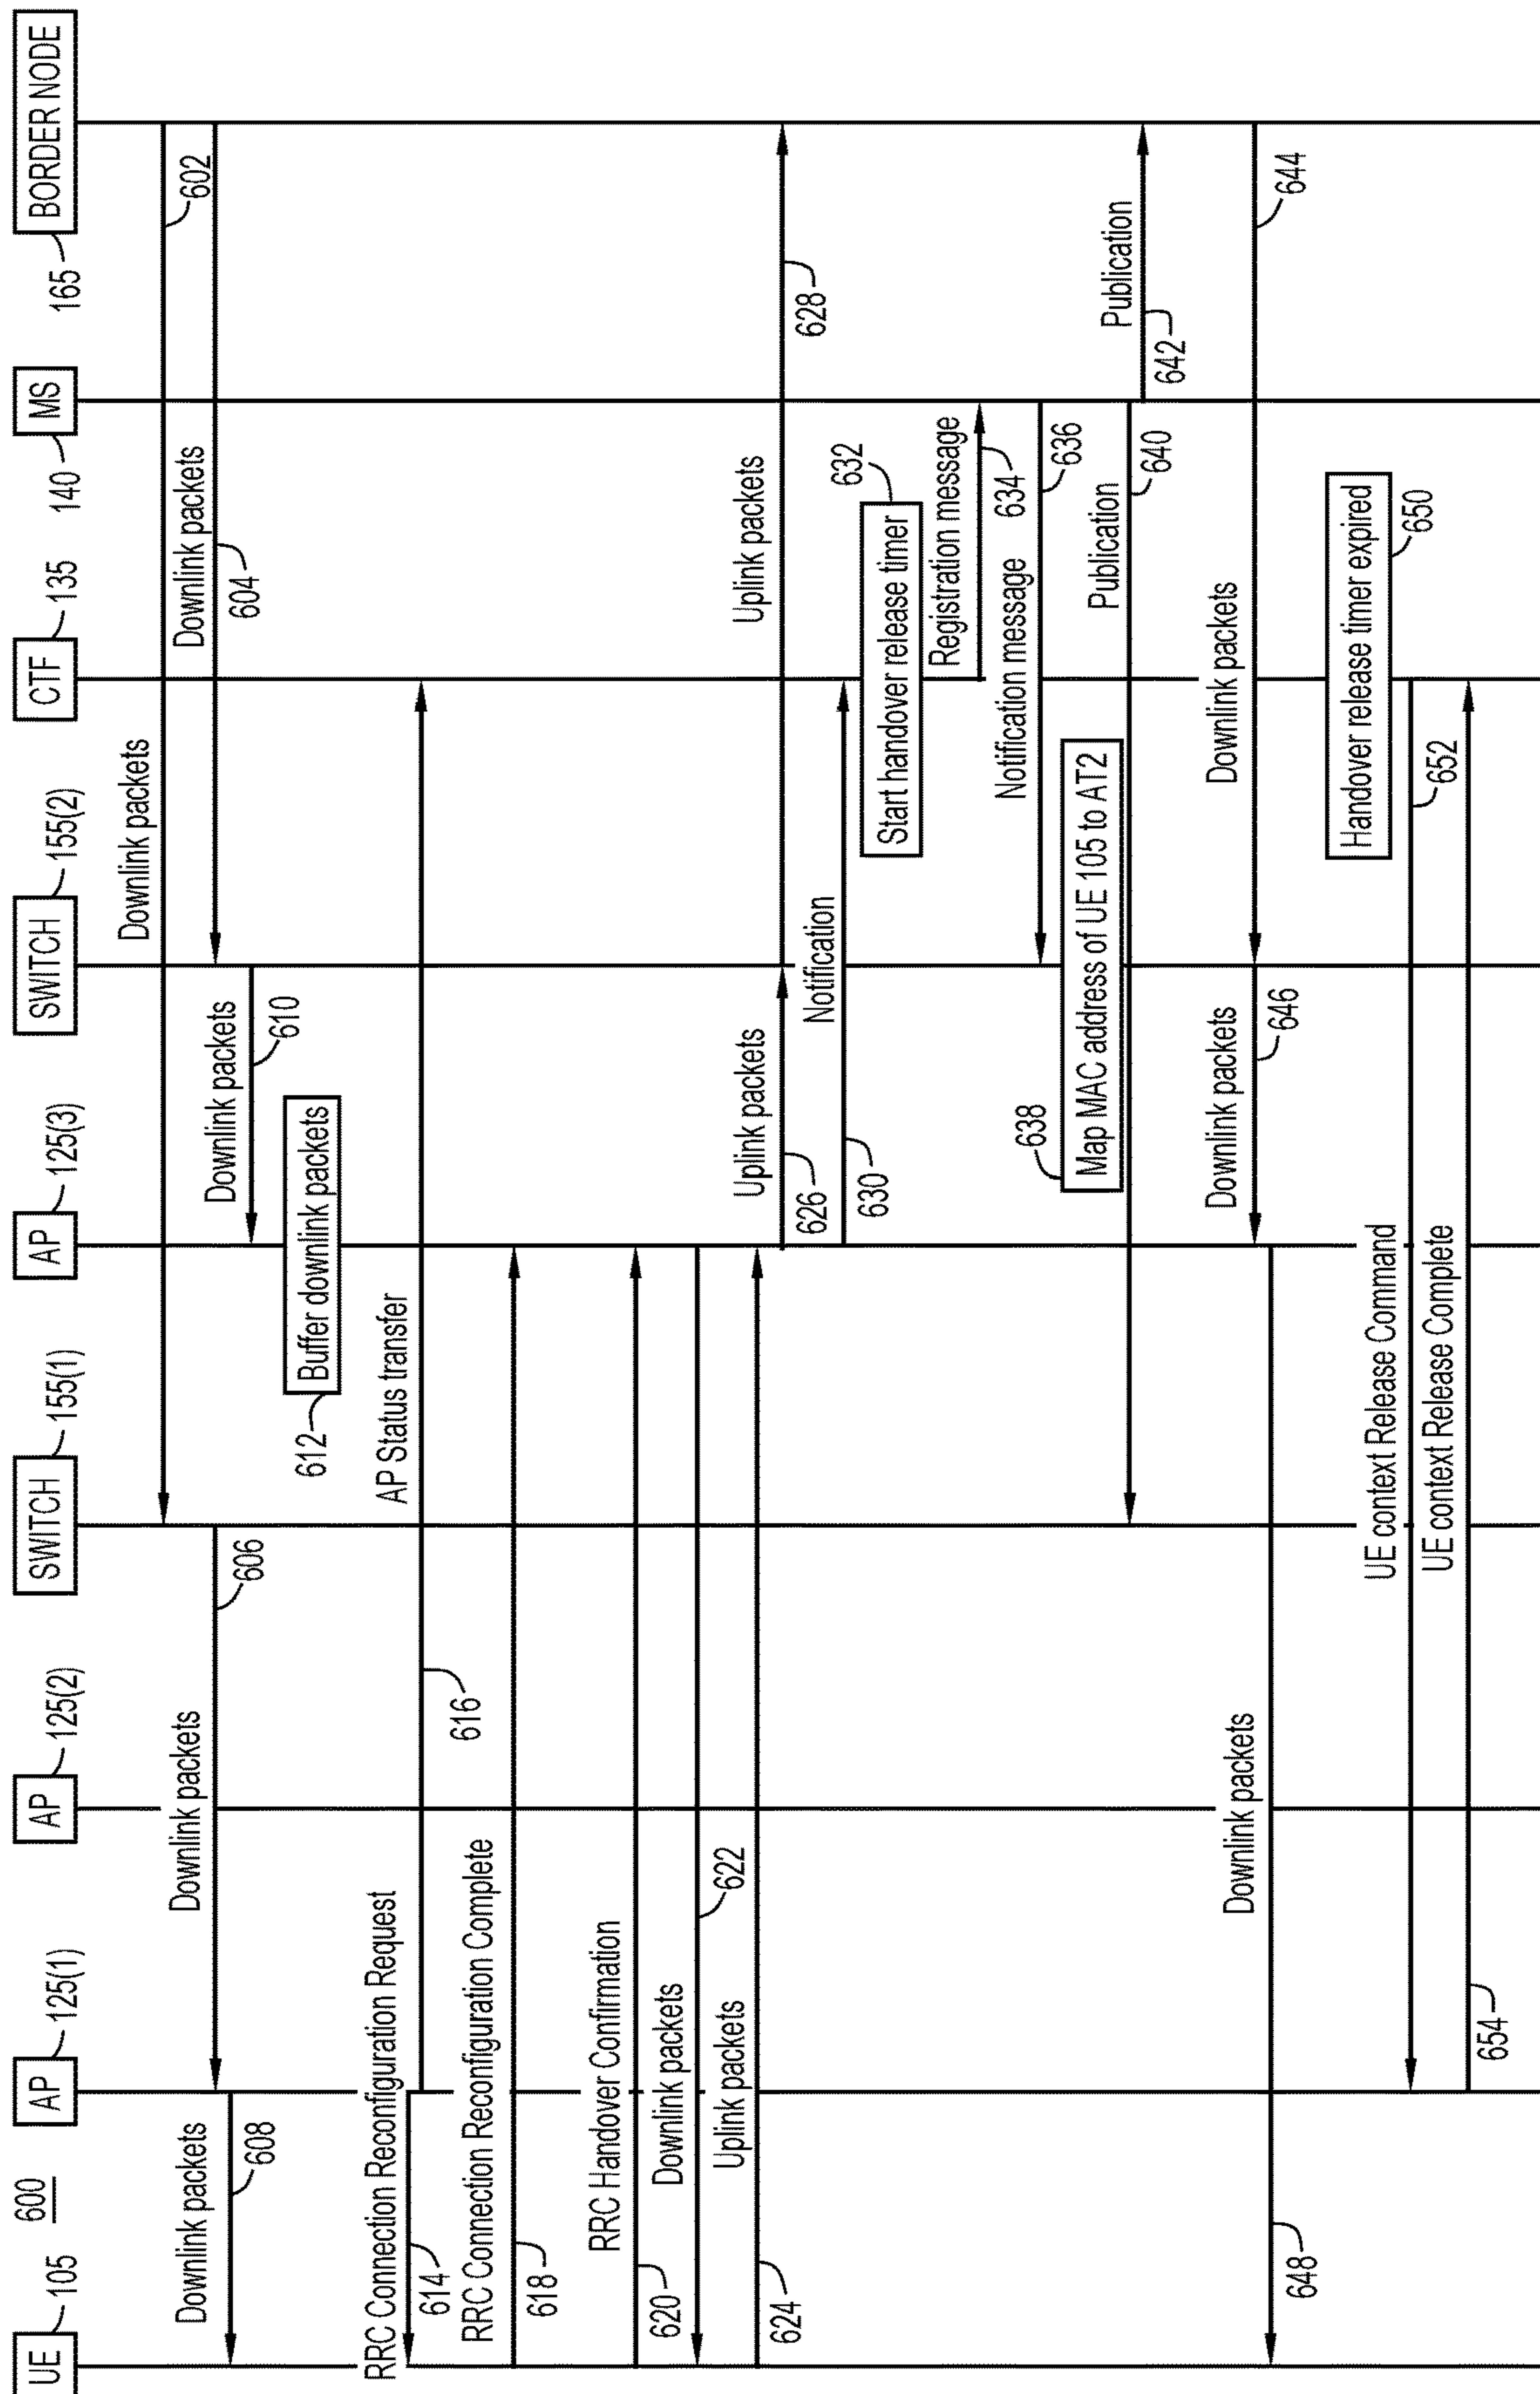 600
UE 105
AP 125(1)
AP 125(2)
SWITCH 155(1)
AP 125(3)
SWITCH 155(2)
CTF 135
MS 140
BORDER NODE 165
Downlink packets
602
Downlink packets
604
Downlink packets
606
Downlink packets
608
Downlink packets
610
Buffer downlink packets
612
RRC Connection Reconfiguration Request
614
AP Status transfer
616
RRC Connection Reconfiguration Complete
618
RRC Handover Confirmation
620
Downlink packets
622
Uplink packets
624
Uplink packets
626
Uplink packets
628
Notification
630
Start handover release timer
632
Registration message
634
Notification message
636
Map MAC address of UE 105 to AT2
638
Publication
640
Publication
642
Downlink packets
644
Downlink packets
646
Downlink packets
648
Handover release timer expired
650
UE context Release Command
652
UE context Release Complete
654